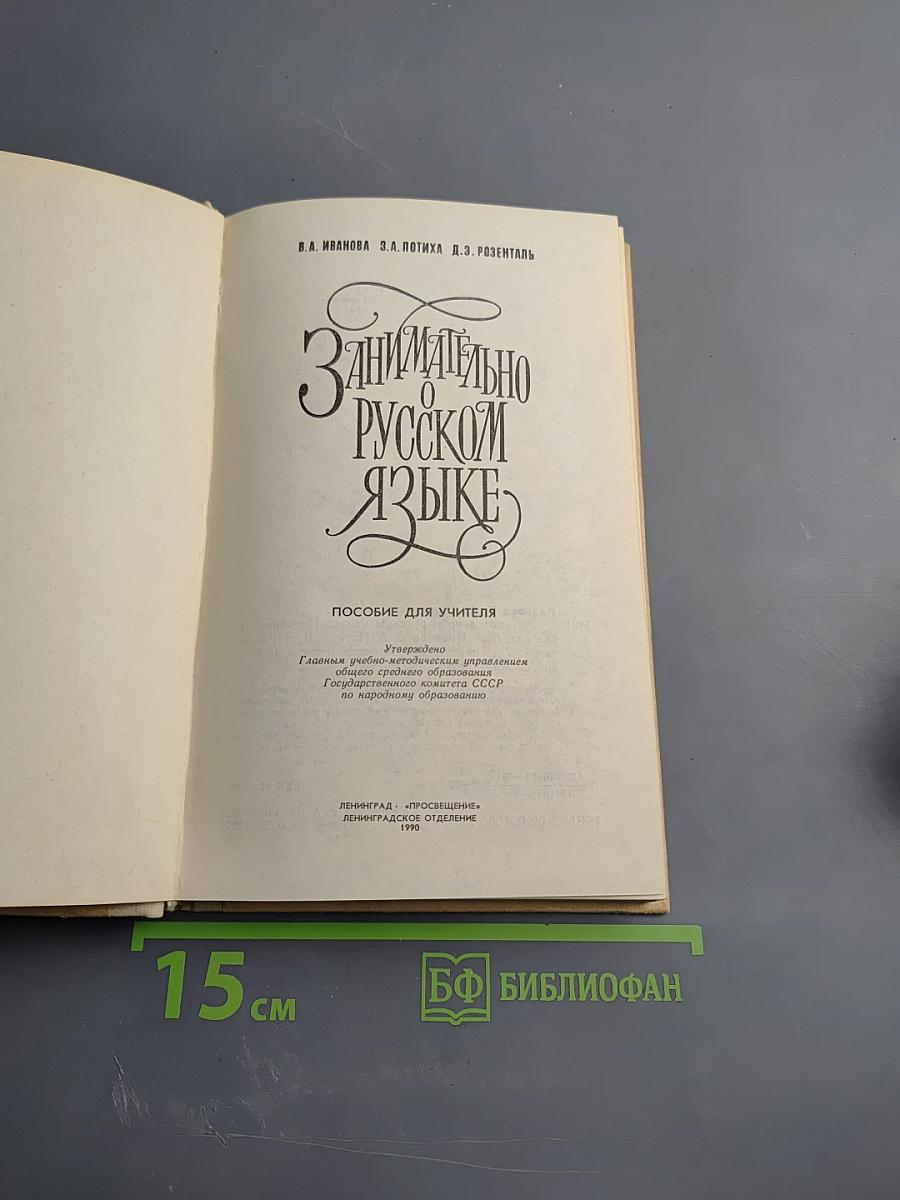 В.А. ИВАНОВА З.А. ПОТИХА Д.Э. РОЗЕНТАЛЬ
ЗАНИМАТЕЛЬНО
О
РУССКОМ
ЯЗЫКЕ
ПОСОБИЕ ДЛЯ УЧИТЕЛЯ
Утверждено
Главным учебно-методическим управлением
общего среднего образования
Государственного комитета СССР
по народному образованию
ЛЕНИНГРАД · «ПРОСВЕЩЕНИЕ»
ЛЕНИНГРАДСКОЕ ОТДЕЛЕНИЕ
1990
15 см
БФ БИБЛИОФАН